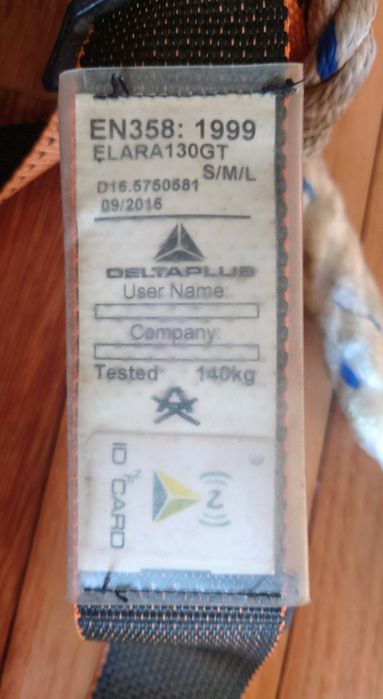 EN358: 1999
ELARA130GT
S/M/L
D16.5750581
09/2016
DELTAPLUS
User Name:
Company:
Tested 140kg
ID CARD